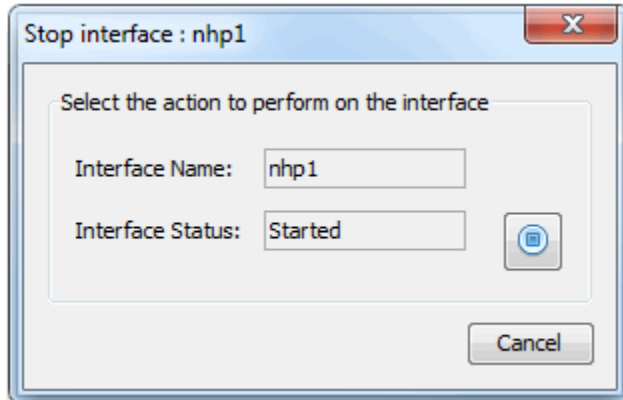 Stop interface : nhp1
Select the action to perform on the interface
Interface Name: nhp1
Interface Status: Started
Cancel